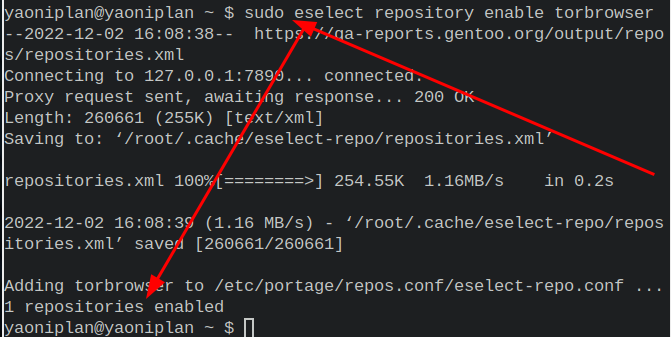 yaoniplan@yaoniplan ~ $ sudo eselect repository enable torbrowser
--2022-12-02 16:08:38--  https://qa-reports.gentoo.org/output/repo
s/repositories.xml
Connecting to 127.0.0.1:7890... connected.
Proxy request sent, awaiting response... 200 OK
Length: 260661 (255K) [text/xml]
Saving to: ‘/root/.cache/eselect-repo/repositories.xml’
repositories.xml 100%[========>] 254.55K  1.16MB/s    in 0.2s
2022-12-02 16:08:39 (1.16 MB/s) - ‘/root/.cache/eselect-repo/repos
itories.xml’ saved [260661/260661]
Adding torbrowser to /etc/portage/repos.conf/eselect-repo.conf ...
1 repositories enabled
yaoniplan@yaoniplan ~ $